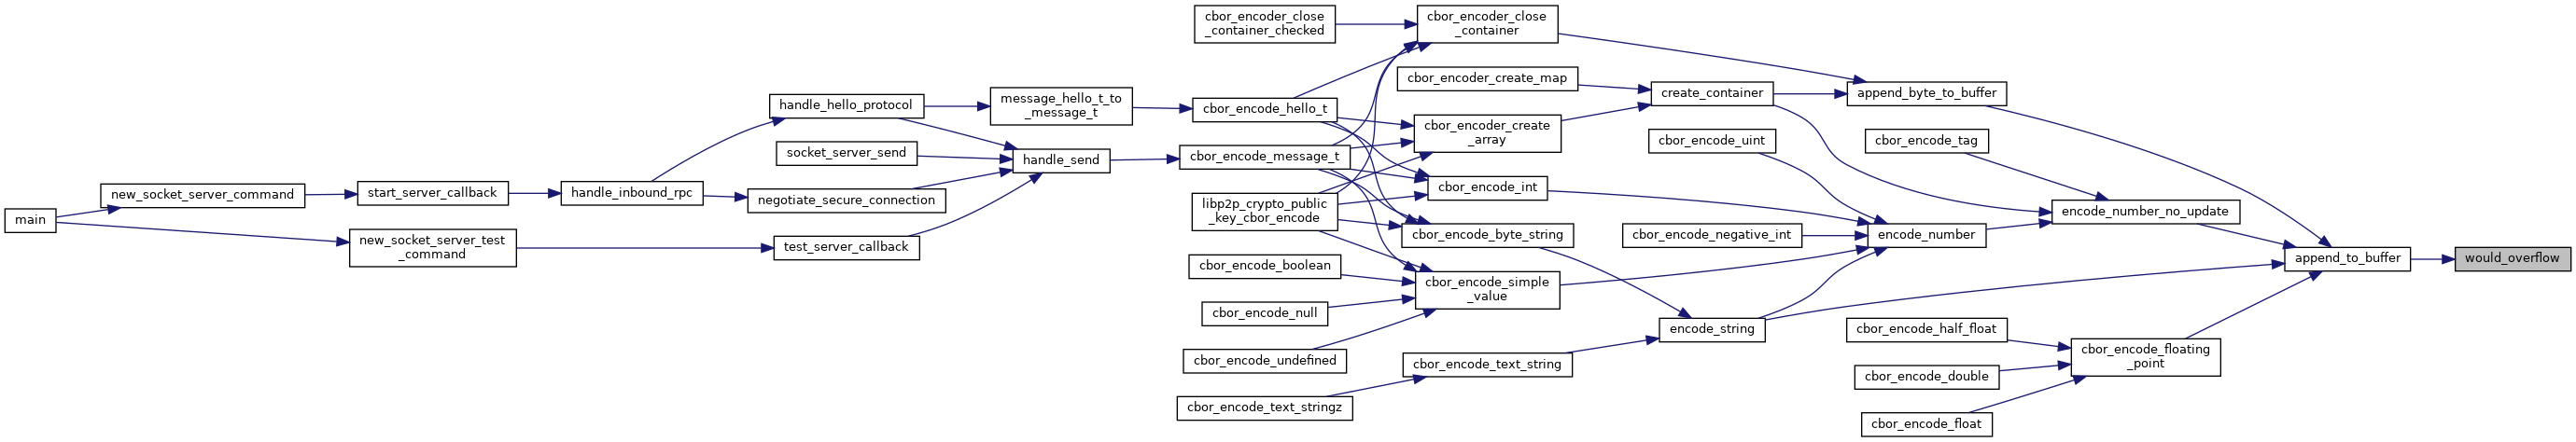 main
new_socket_server_command
new_socket_server_test
_command
start_server_callback
handle_inbound_rpc
handle_hello_protocol
socket_server_send
negotiate_secure_connection
test_server_callback
message_hello_t_to
_message_t
handle_send
cbor_encoder_close
_container_checked
cbor_encode_hello_t
cbor_encode_message_t
libp2p_crypto_public
_key_cbor_encode
cbor_encode_boolean
cbor_encode_null
cbor_encode_undefined
cbor_encode_text_stringz
cbor_encoder_close
_container
cbor_encoder_create_map
cbor_encoder_create
_array
cbor_encode_int
cbor_encode_byte_string
cbor_encode_simple
_value
cbor_encode_text_string
create_container
cbor_encode_uint
cbor_encode_negative_int
encode_string
append_byte_to_buffer
cbor_encode_tag
encode_number
cbor_encode_half_float
cbor_encode_double
cbor_encode_float
encode_number_no_update
cbor_encode_floating
_point
append_to_buffer
would_overflow